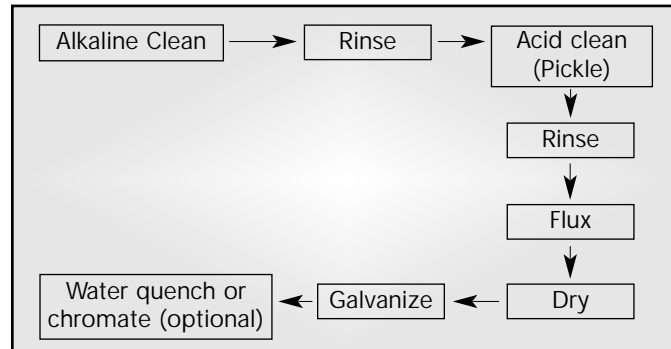 Alkaline Clean
Rinse
Acid clean
(Pickle)
Rinse
Flux
Dry
Galvanize
Water quench or
chromate (optional)